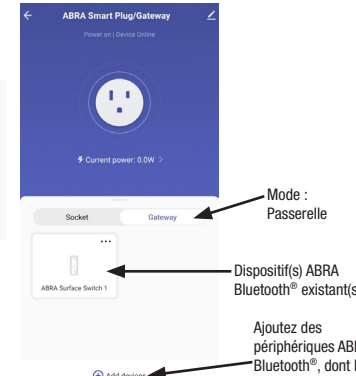 ABRA Smart Plug/Gateway
Power on | Device Online
Current power: 0.0W >
Socket
Gateway
Mode :
Passerelle
ABRA Surface Switch 1
Dispositif(s) ABRA
Bluetooth® existant(s
Ajoutez des
périphériques
Bluetooth®, dont
Add devices